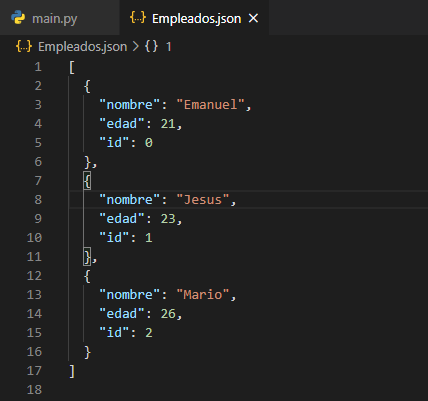 main.py Empleados.json
Empleados.json > {} 1
1 [
2 {
3 "nombre": "Emanuel",
4 "edad": 21,
5 "id": 0
6 },
7 {
8 "nombre": "Jesus",
9 "edad": 23,
10 "id": 1
11 },
12 {
13 "nombre": "Mario",
14 "edad": 26,
15 "id": 2
16 }
17 ]
18